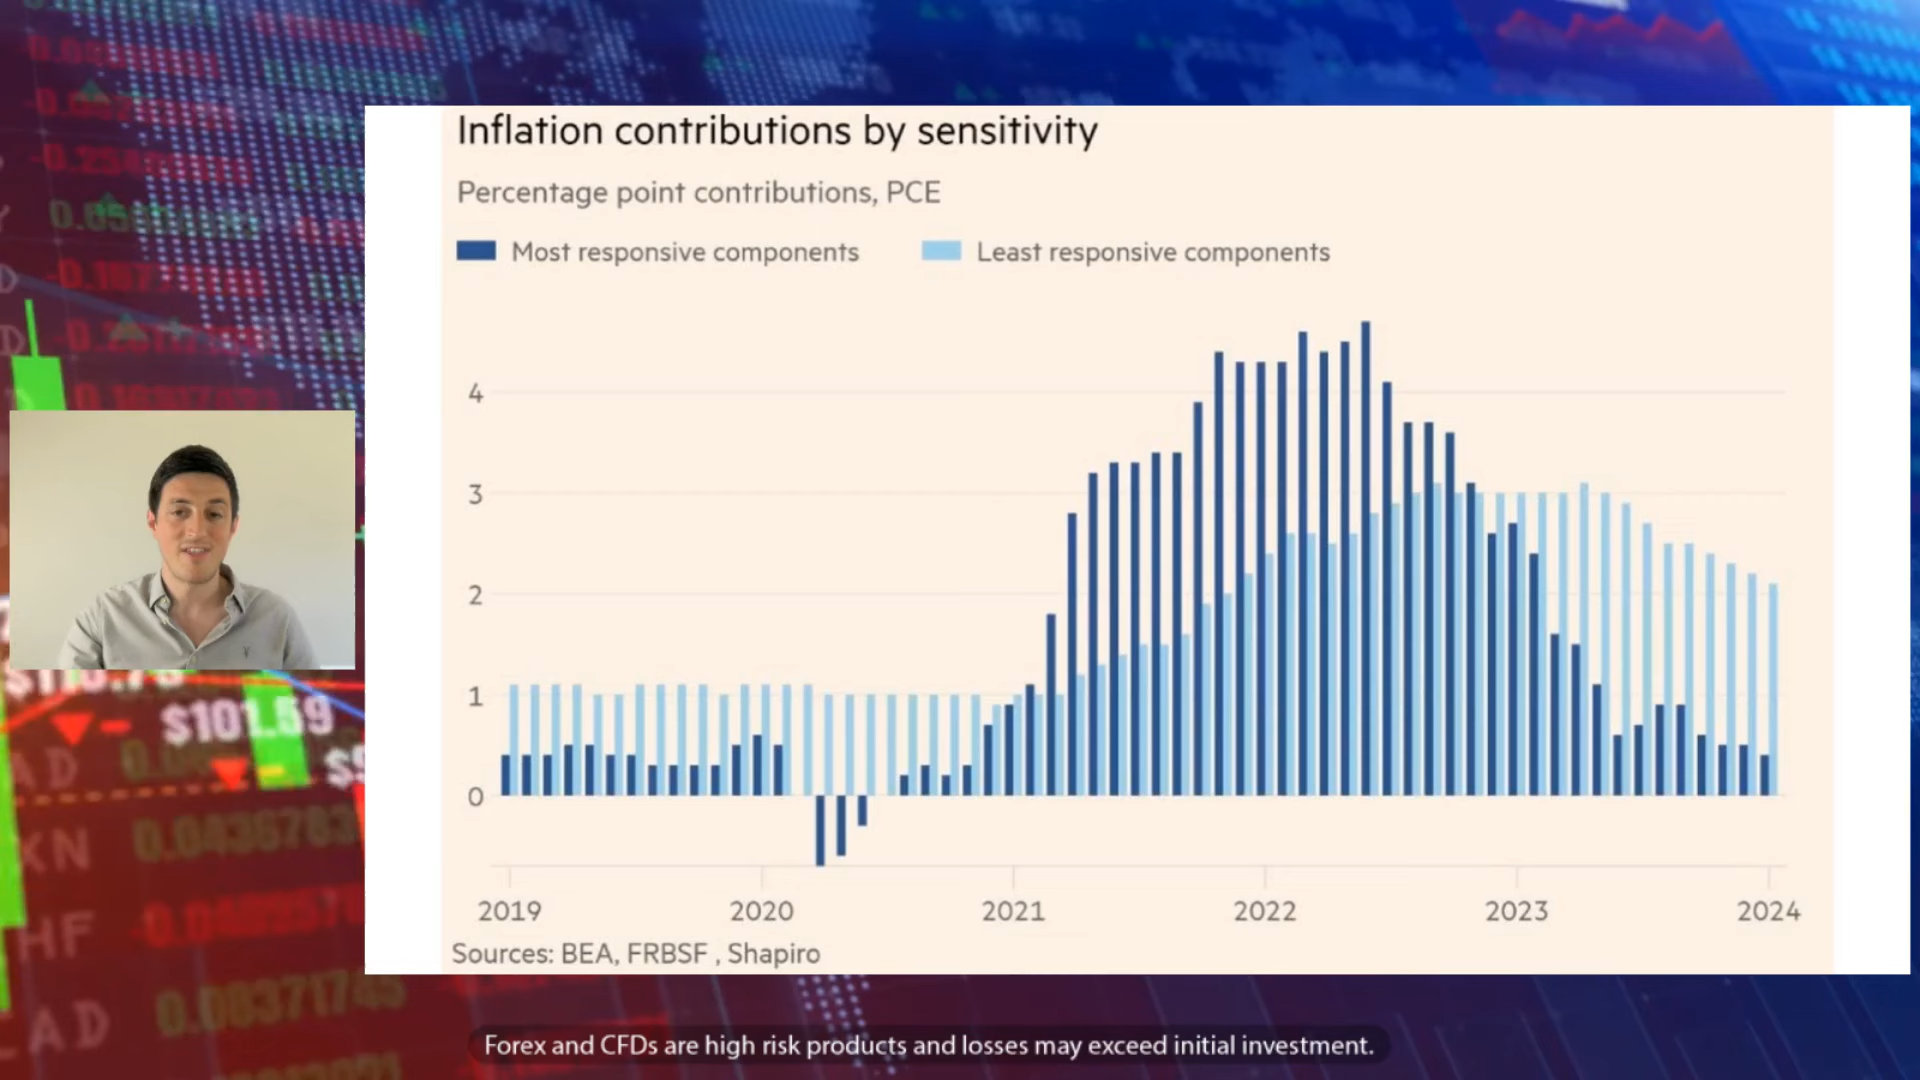 Inflation contributions by sensitivity
Percentage point contributions, PCE
Most responsive components
Least responsive components
4
3
2
1
0
2019 2020 2021 2022 2023 2024
Sources: BEA, FRBSF , Shapiro
$101.59
Forex and CFDs are high risk products and losses may exceed initial investment.